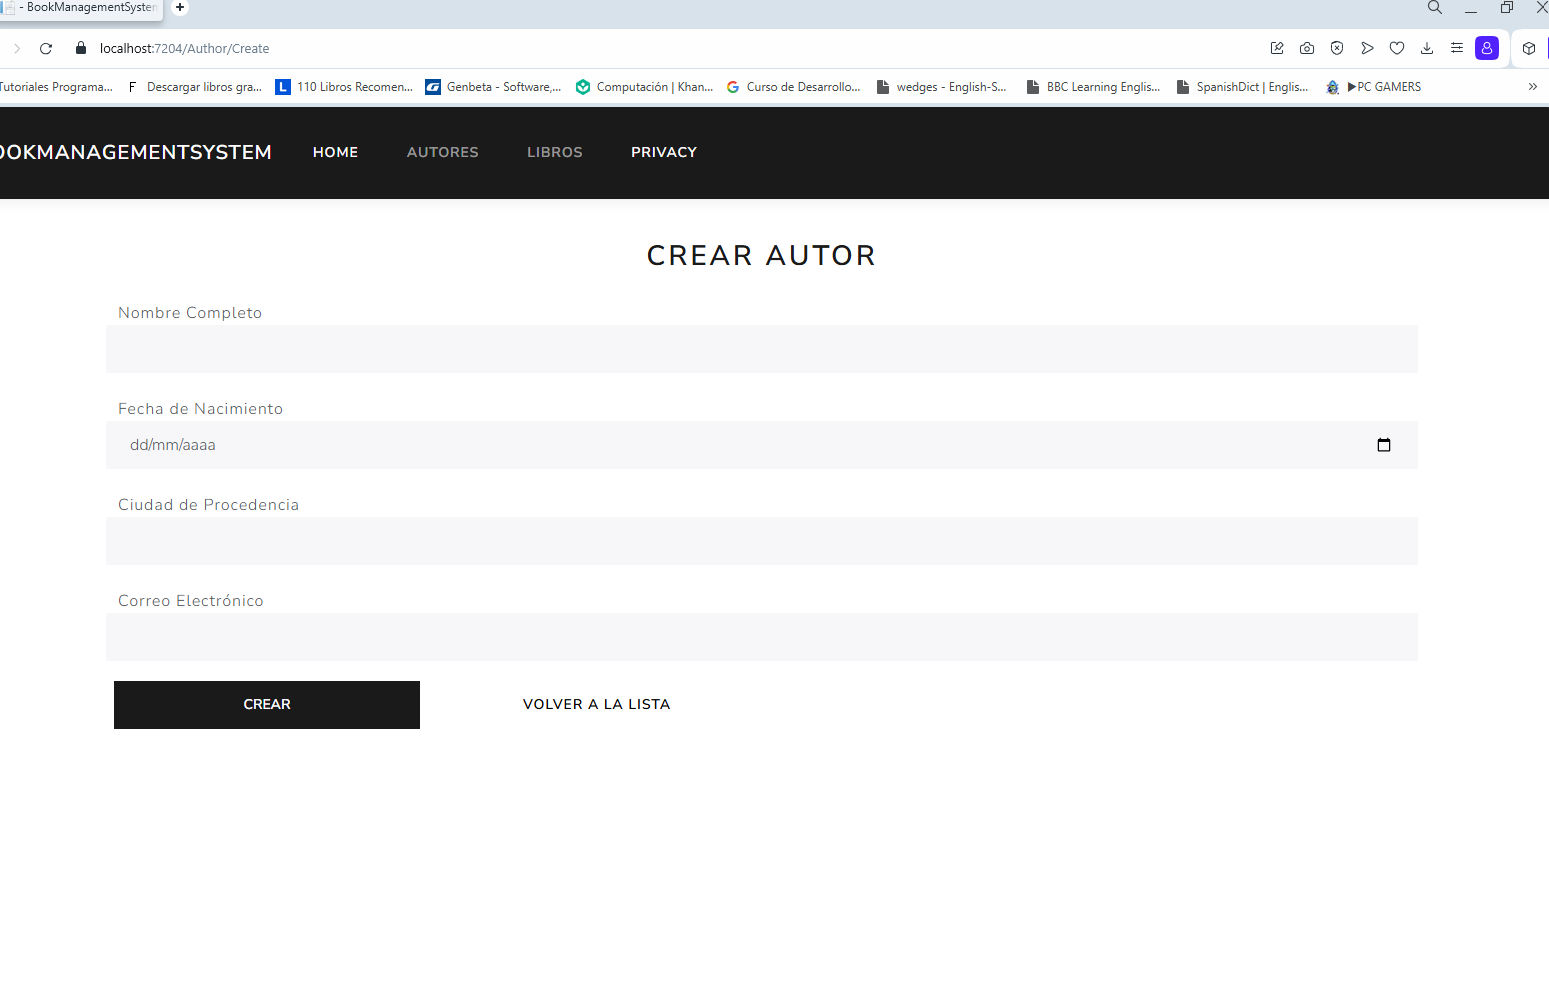 - BookManagementSystem
localhost:7204/Author/Create
Tutoriales Programa... F Descargar libros gra... L 110 Libros Recomen... G Genbeta - Software,... Computación | Khan... G Curso de Desarrollo... wedges - English-S... BBC Learning Englis... SpanishDict | Englis... ▶PC GAMERS »
OOKMANAGEMENTSYSTEM HOME AUTORES LIBROS PRIVACY
CREAR AUTOR
Nombre Completo
Fecha de Nacimiento
dd/mm/aaaa
Ciudad de Procedencia
Correo Electrónico
CREAR VOLVER A LA LISTA